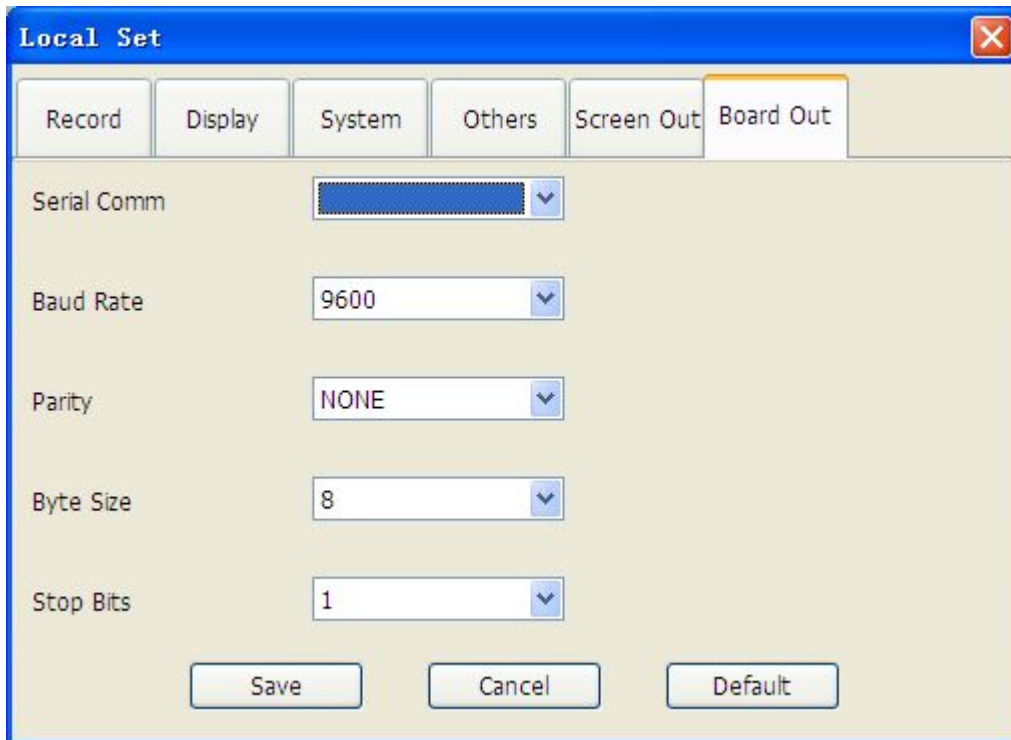 Local Set
Record Display System Others Screen Out Board Out
Serial Comm
Baud Rate 9600
Parity NONE
Byte Size 8
Stop Bits 1
Save Cancel Default